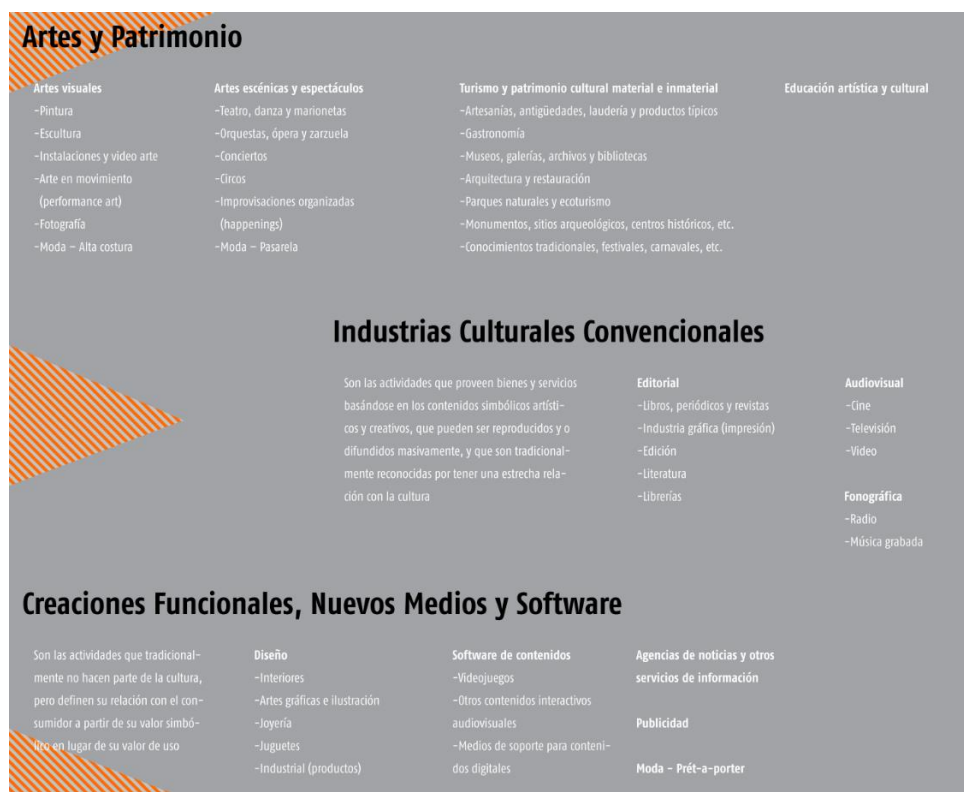 Artes y Patrimonio
Artes visuales
-Pintura
-Escultura
-Instalaciones y video arte
-Arte en movimiento
(performance art)
-Fotografía
-Moda – Alta costura
Artes escénicas y espectáculos
-Teatro, danza y marionetas
-Orquestas, ópera y zarzuela
-Conciertos
-Circos
-Improvisaciones organizadas
(happenings)
-Moda – Pasarela
Turismo y patrimonio cultural material e inmaterial
-Artesanías, antigüedades, laudería y productos típicos
-Gastronomía
-Museos, galerías, archivos y bibliotecas
-Arquitectura y restauración
-Parques naturales y ecoturismo
-Monumentos, sitios arqueológicos, centros históricos, etc.
-Conocimientos tradicionales, festivales, carnavales, etc.
Educación artística y cultural
Industrias Culturales Convencionales
Son las actividades que proveen bienes y servicios
basándose en los contenidos simbólicos artísti-
cos y creativos, que pueden ser reproducidos y o
difundidos masivamente, y que son tradicional-
mente reconocidas por tener una estrecha rela-
ción con la cultura
Editorial
-Libros, periódicos y revistas
-Industria gráfica (impresión)
-Edición
-Literatura
-Librerías
Audiovisual
-Cine
-Televisión
-Video
Fonográfica
-Radio
-Música grabada
Creaciones Funcionales, Nuevos Medios y Software
Son las actividades que tradicional-
mente no hacen parte de la cultura,
pero definen su relación con el con-
sumidor a partir de su valor simbó-
lico en lugar de su valor de uso
Diseño
-Interiores
-Artes gráficas e ilustración
-Joyería
-Juguetes
-Industrial (productos)
Software de contenidos
-Videojuegos
-Otros contenidos interactivos
audiovisuales
-Medios de soporte para conteni-
dos digitales
Agencias de noticias y otros
servicios de información
Publicidad
Moda – Prét-a-porter